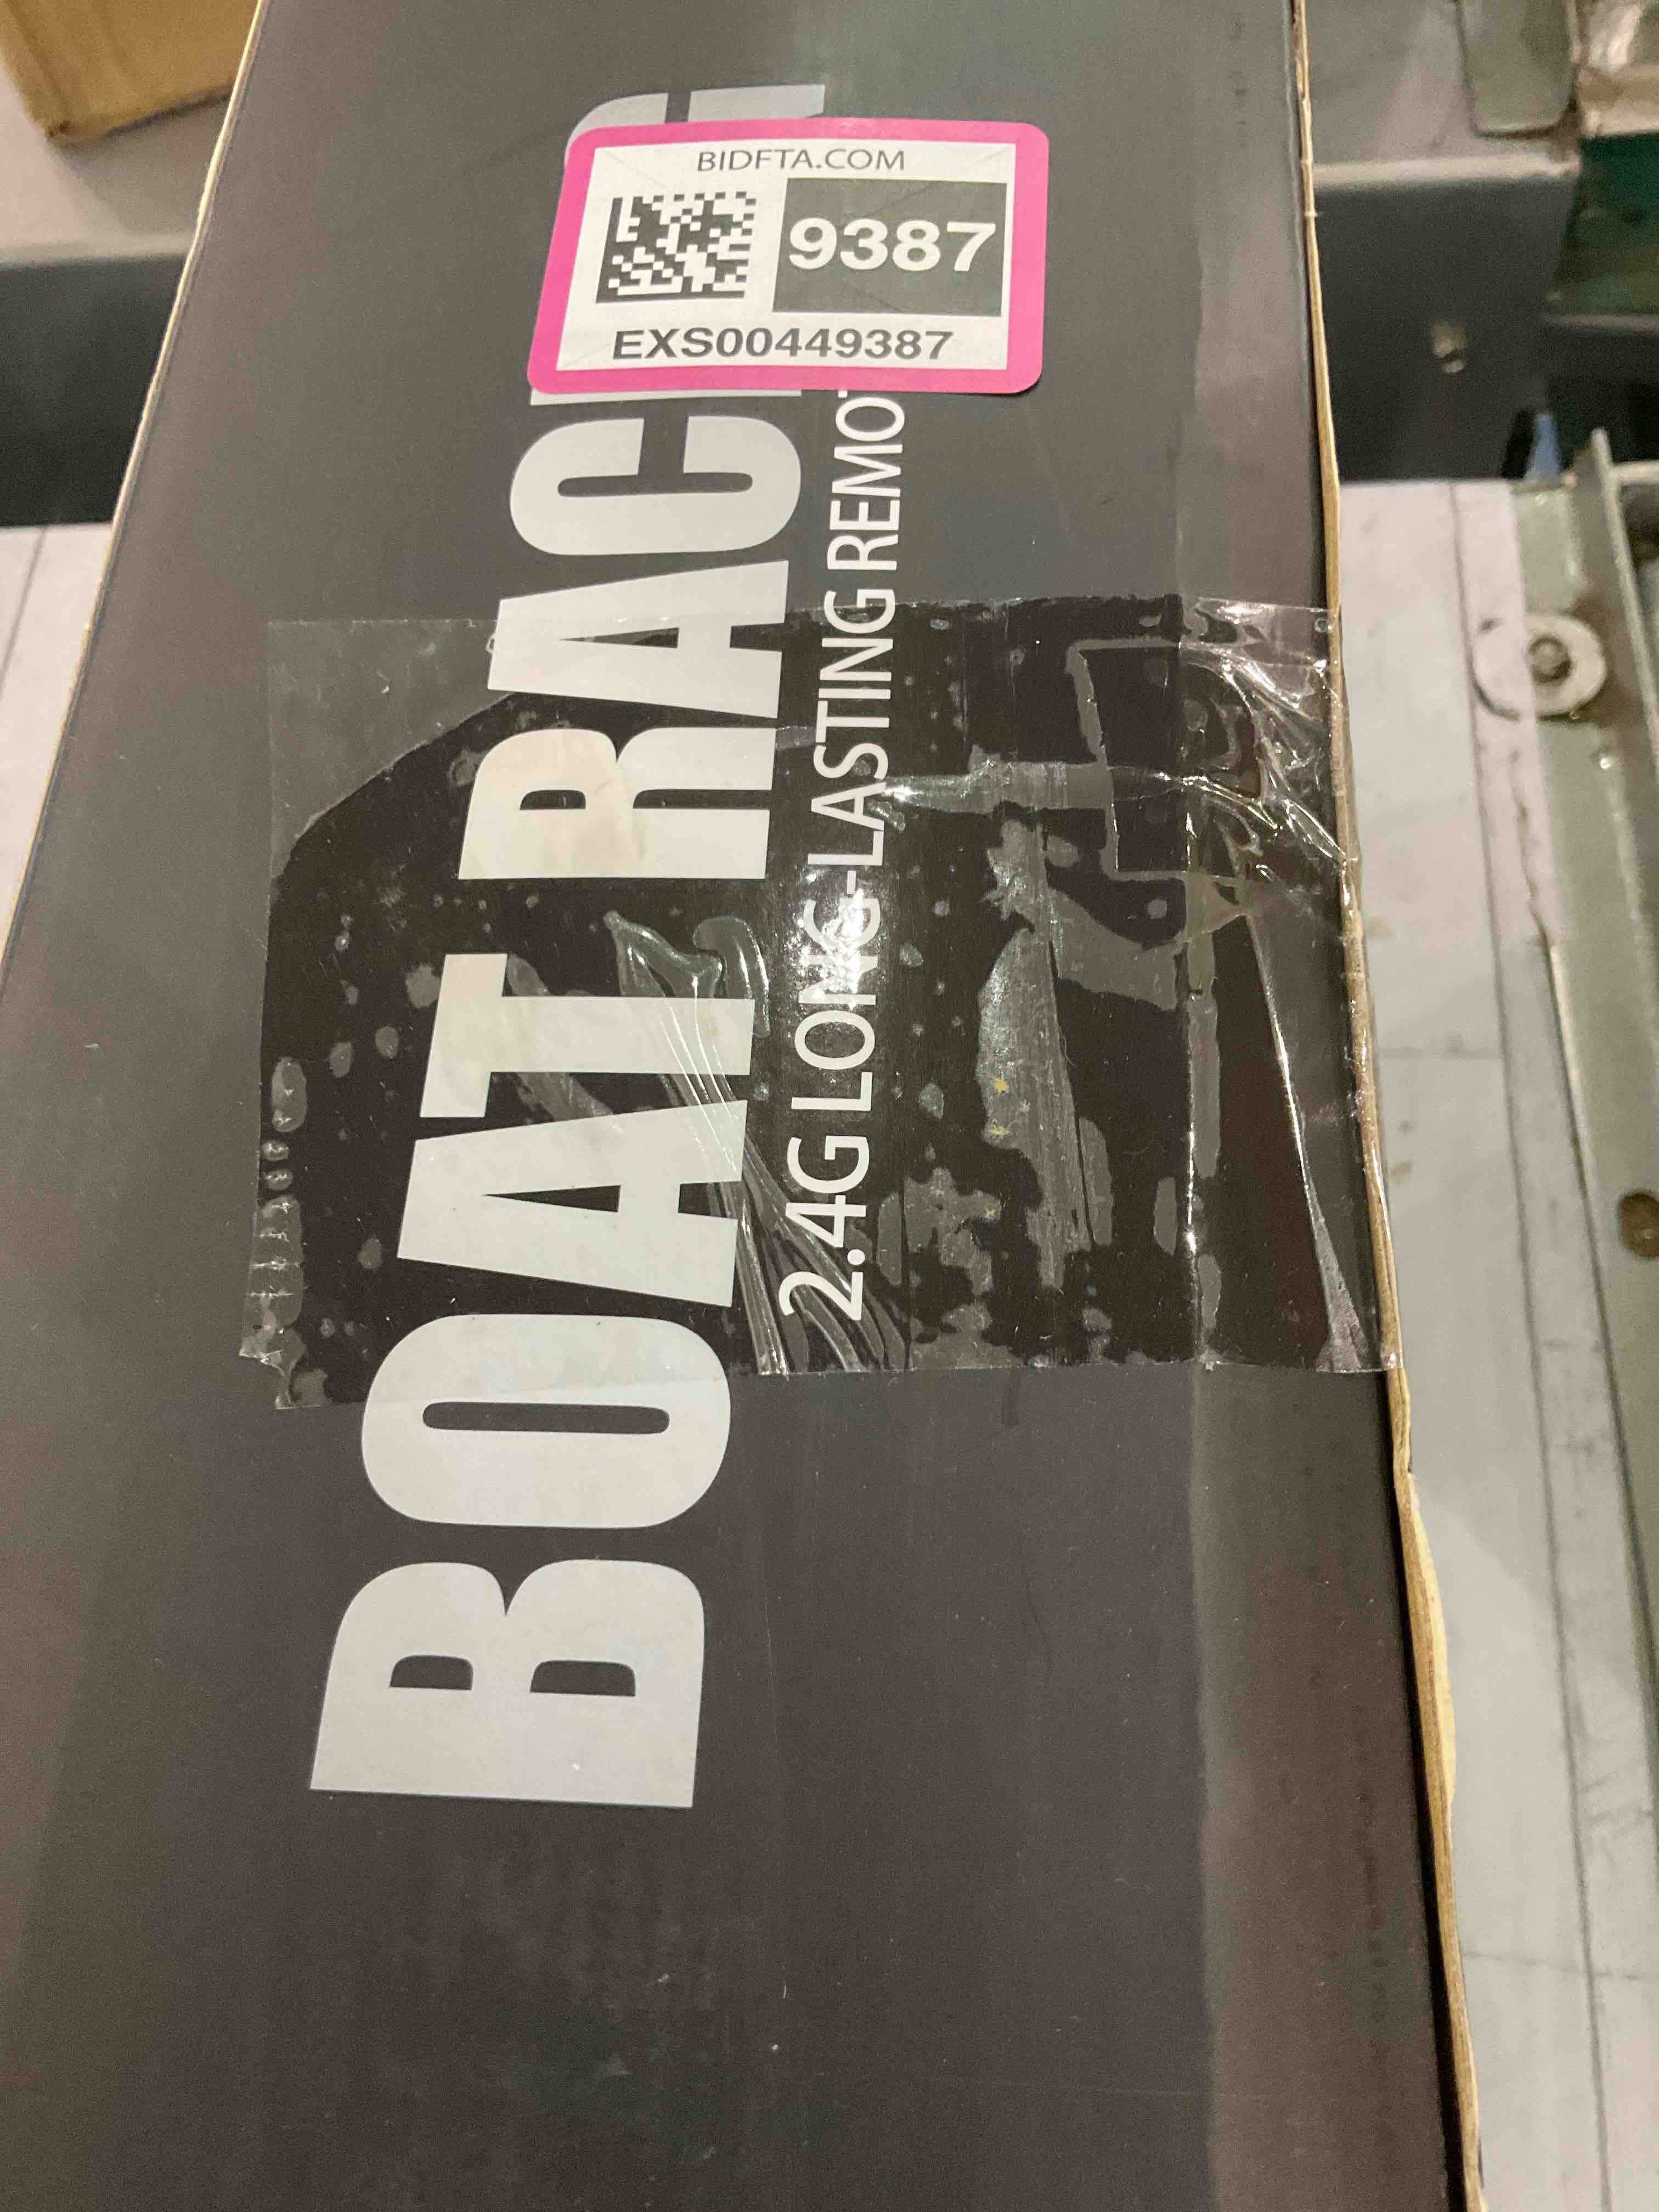 BIDFTA.COM
9387
EXS00449387
BOAT RAC
2.4G LONG-LASTING REMO